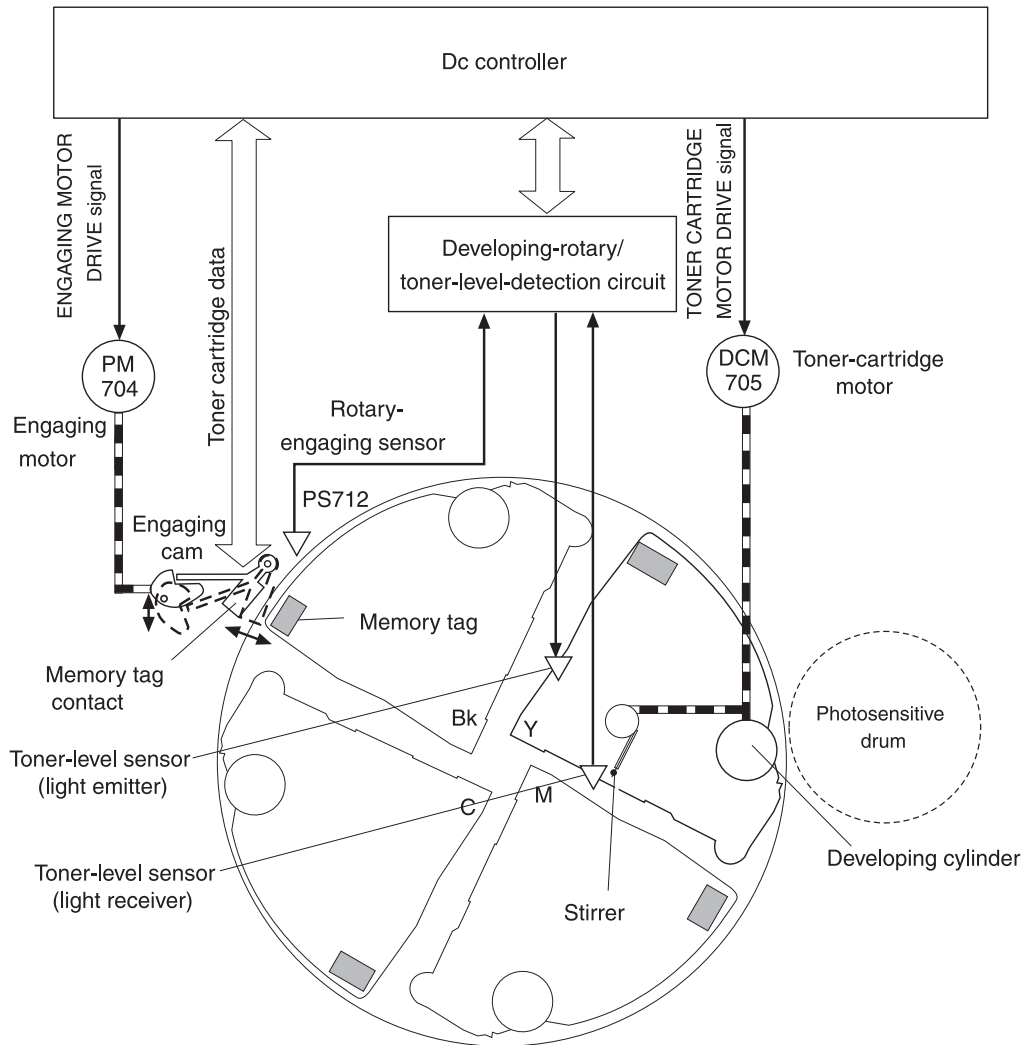 Dc controller
ENGAGING MOTOR
DRIVE signal
Toner cartridge data
TONER CARTRIDGE
MOTOR DRIVE signal
Developing-rotary/
toner-level-detection circuit
PM
704
DCM
705
Toner-cartridge
motor
Engaging
motor
Rotary-
engaging sensor
PS712
Engaging
cam
Memory tag
Memory tag
contact
Bk
Y
Photosensitive
drum
Toner-level sensor
(light emitter)
C
M
Developing cylinder
Toner-level sensor
(light receiver)
Stirrer